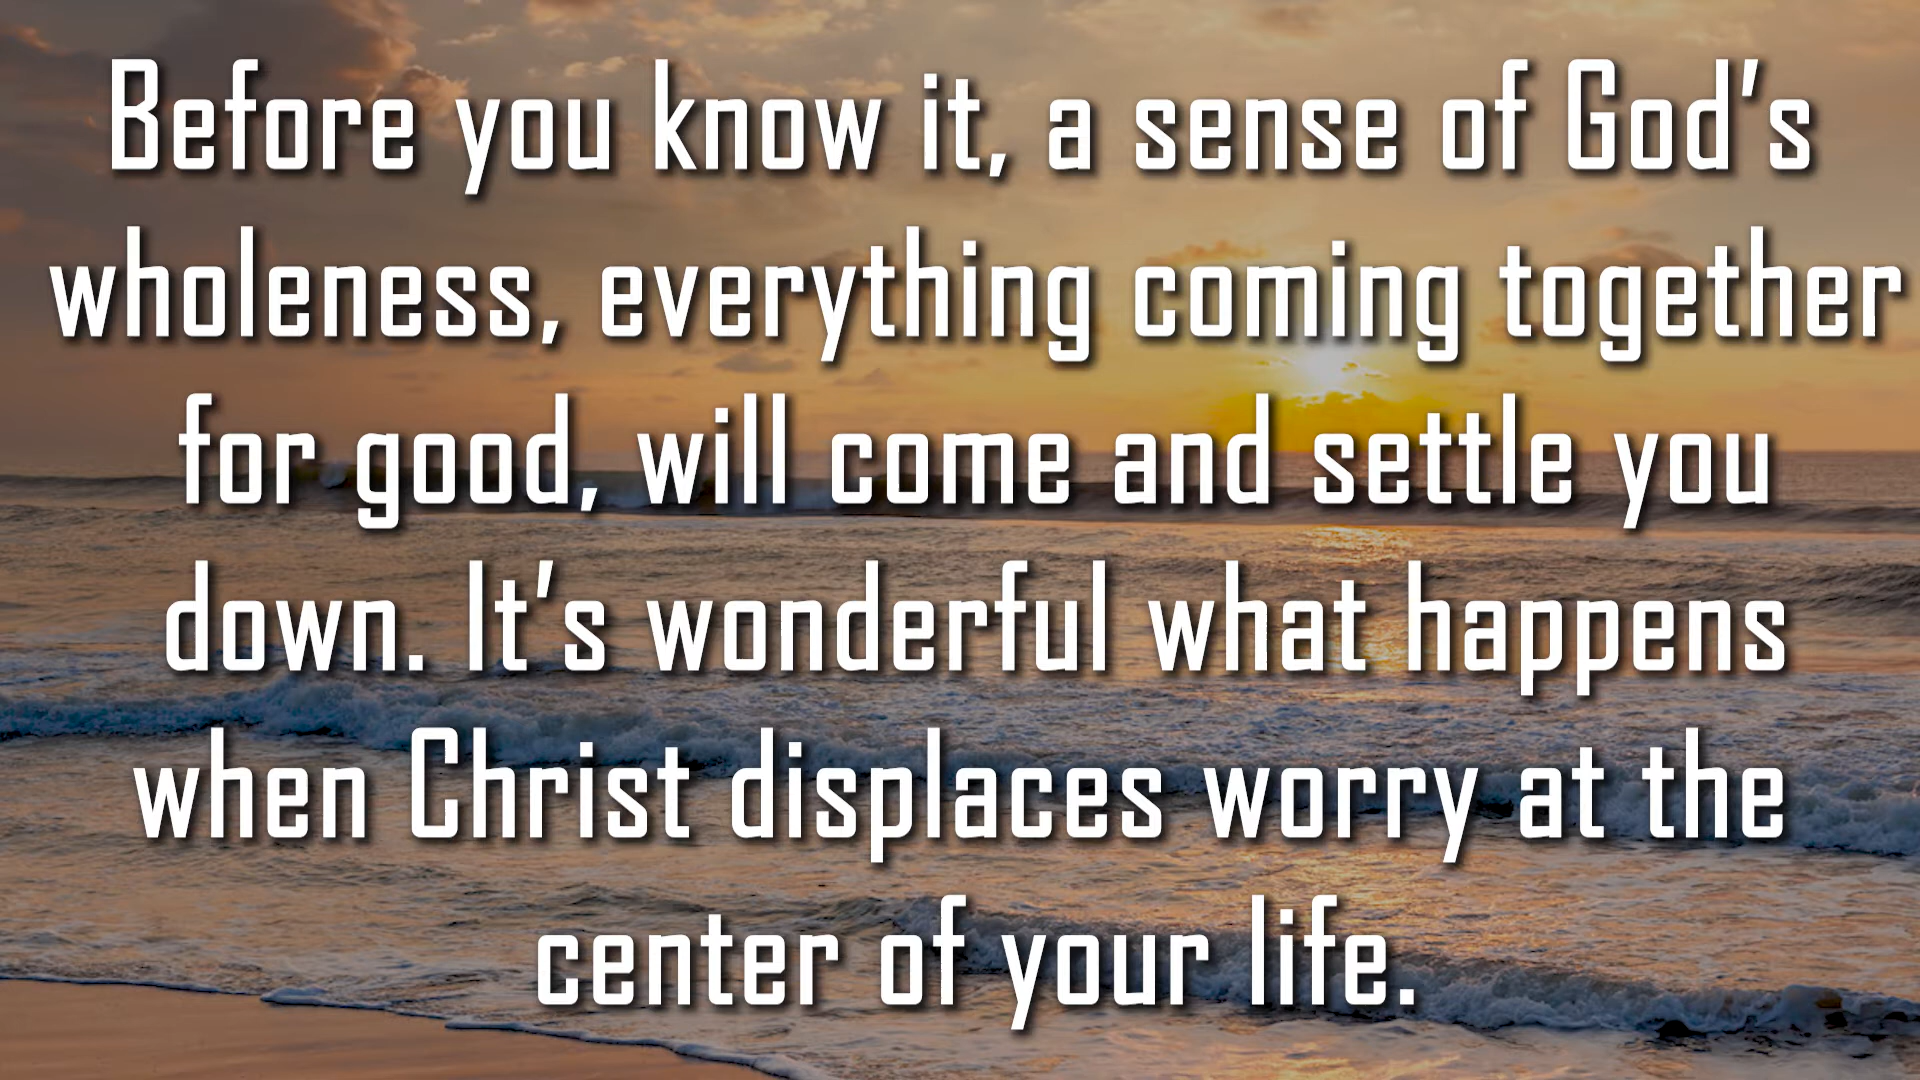 Before you know it, a sense of God’s
wholeness, everything coming together
for good, will come and settle you
down. It’s wonderful what happens
when Christ displaces worry at the
center of your life.